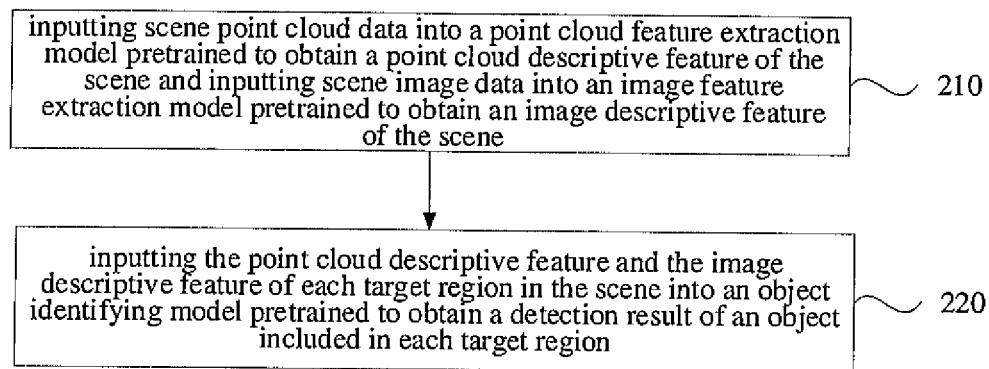 inputting scene point cloud data into a point cloud feature extraction
model pretrained to obtain a point cloud descriptive feature of the
scene and inputting scene image data into an image feature
extraction model pretrained to obtain an image descriptive feature
of the scene
210
inputting the point cloud descriptive feature and the image
descriptive feature of each target region in the scene into an object
identifying model pretrained to obtain a detection result of an object
included in each target region
220